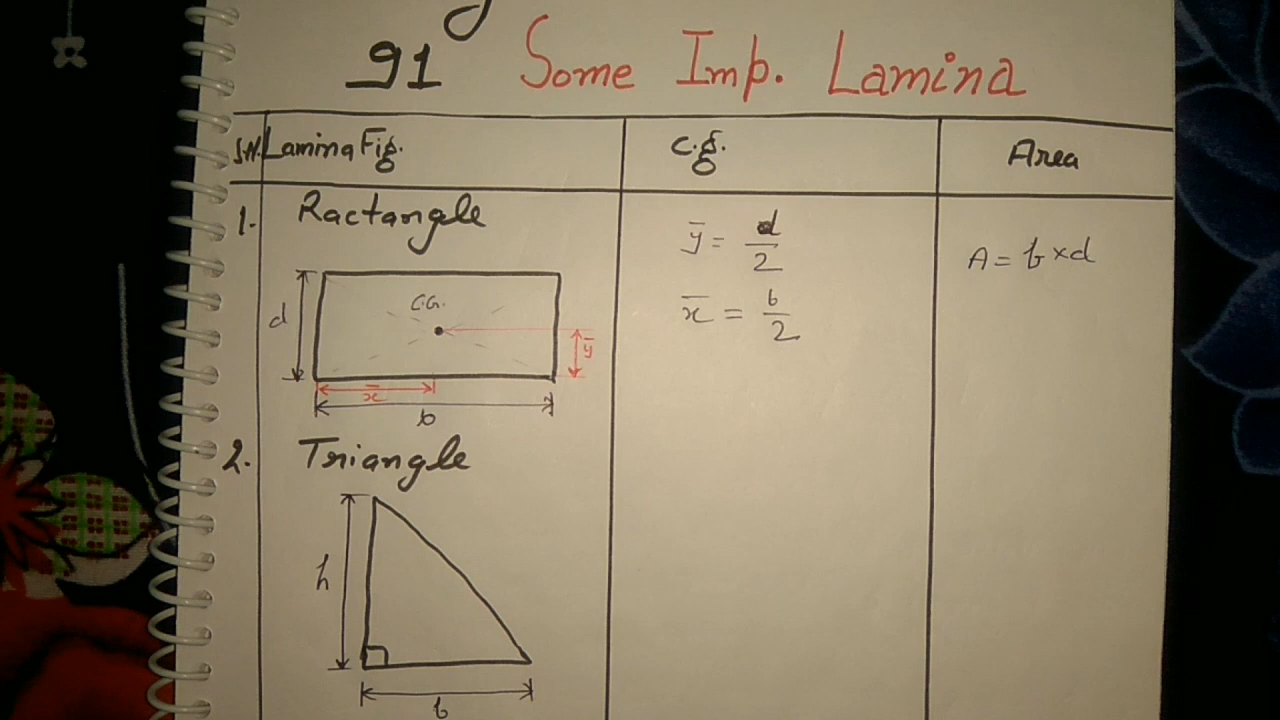 91 Some Imp. Lamina
S.N. Lamina Fig. C.g. Area
1. Ractangle
ȳ = d/2
A = b×d
x̄ = b/2
C.G.
d
ȳ
x̄
b
2. Triangle
h
b